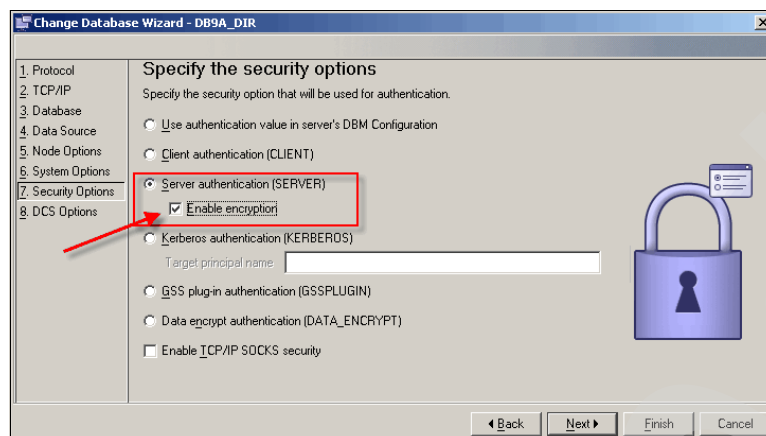 Change Database Wizard - DB9A_DIR
1. Protocol
2. TCP/IP
3. Database
4. Data Source
5. Node Options
6. System Options
7. Security Options
8. DCS Options
Specify the security options
Specify the security option that will be used for authentication.
Use authentication value in server's DBM Configuration
Client authentication (CLIENT)
Server authentication (SERVER)
Enable encryption
Kerberos authentication (KERBEROS)
Target principal name
GSS plug-in authentication (GSSPLUGIN)
Data encrypt authentication (DATA_ENCRYPT)
Enable TCP/IP SOCKS security
Back Next Finish Cancel